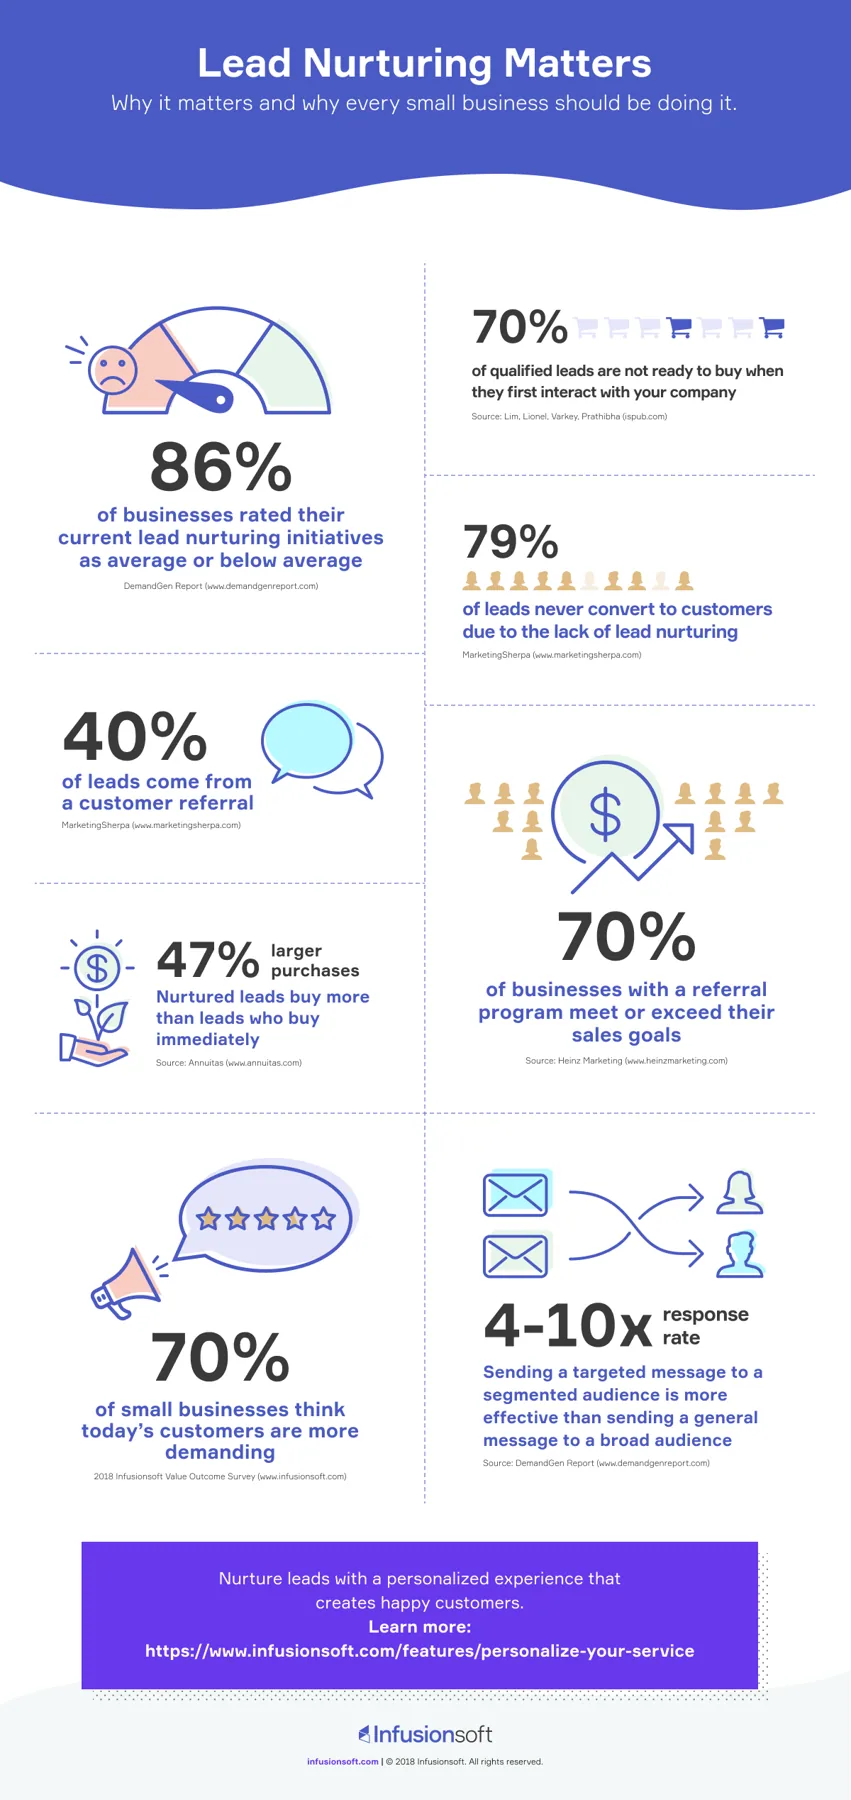 Lead Nurturing Matters
Why it matters and why every small business should be doing it.
86%
of businesses rated their
current lead nurturing initiatives
as average or below average
DemandGen Report (www.demandgenreport.com)
70%
of qualified leads are not ready to buy when
they first interact with your company
Source: Lim, Lionel, Varkey, Prathibha (ispub.com)
79%
of leads never convert to customers
due to the lack of lead nurturing
MarketingSherpa (www.marketingsherpa.com)
40%
of leads come from
a customer referral
MarketingSherpa (www.marketingsherpa.com)
$
70%
of businesses with a referral
program meet or exceed their
sales goals
Source: Heinz Marketing (www.heinzmarketing.com)
$
47% larger
purchases
Nurtured leads buy more
than leads who buy
immediately
Source: Annuitas (www.annuitas.com)
70%
of small businesses think
today's customers are more
demanding
2018 Infusionsoft Value Outcome Survey (www.infusionsoft.com)
4-10x response
rate
Sending a targeted message to a
segmented audience is more
effective than sending a general
message to a broad audience
Source: DemandGen Report (www.demandgenreport.com)
Nurture leads with a personalized experience that
creates happy customers.
Learn more:
https://www.infusionsoft.com/features/personalize-your-service
Infusionsoft
infusionsoft.com | © 2018 Infusionsoft. All rights reserved.